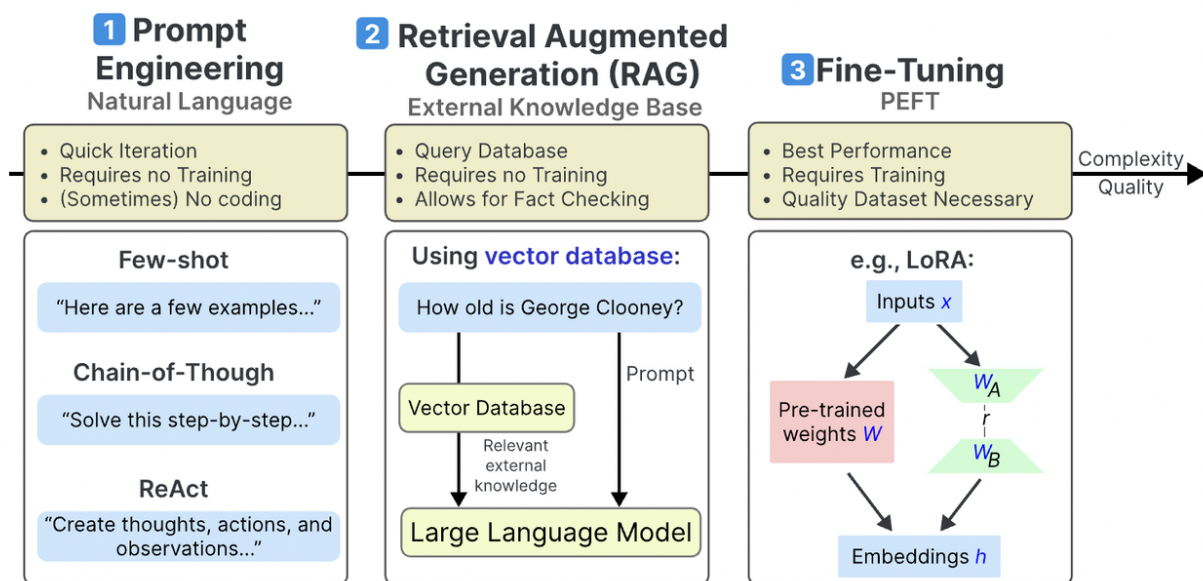 1 Prompt
Engineering
Natural Language
• Quick Iteration
• Requires no Training
• (Sometimes) No coding
Few-shot
“Here are a few examples...”
Chain-of-Though
“Solve this step-by-step...”
ReAct
“Create thoughts, actions, and
observations...”
2 Retrieval Augmented
Generation (RAG)
External Knowledge Base
• Query Database
• Requires no Training
• Allows for Fact Checking
Using vector database:
How old is George Clooney?
Prompt
Vector Database
Relevant
external
knowledge
Large Language Model
3 Fine-Tuning
PEFT
• Best Performance
• Requires Training
• Quality Dataset Necessary
e.g., LoRA:
Inputs x
Pre-trained
weights W
WA
r
WB
Embeddings h
Complexity
Quality